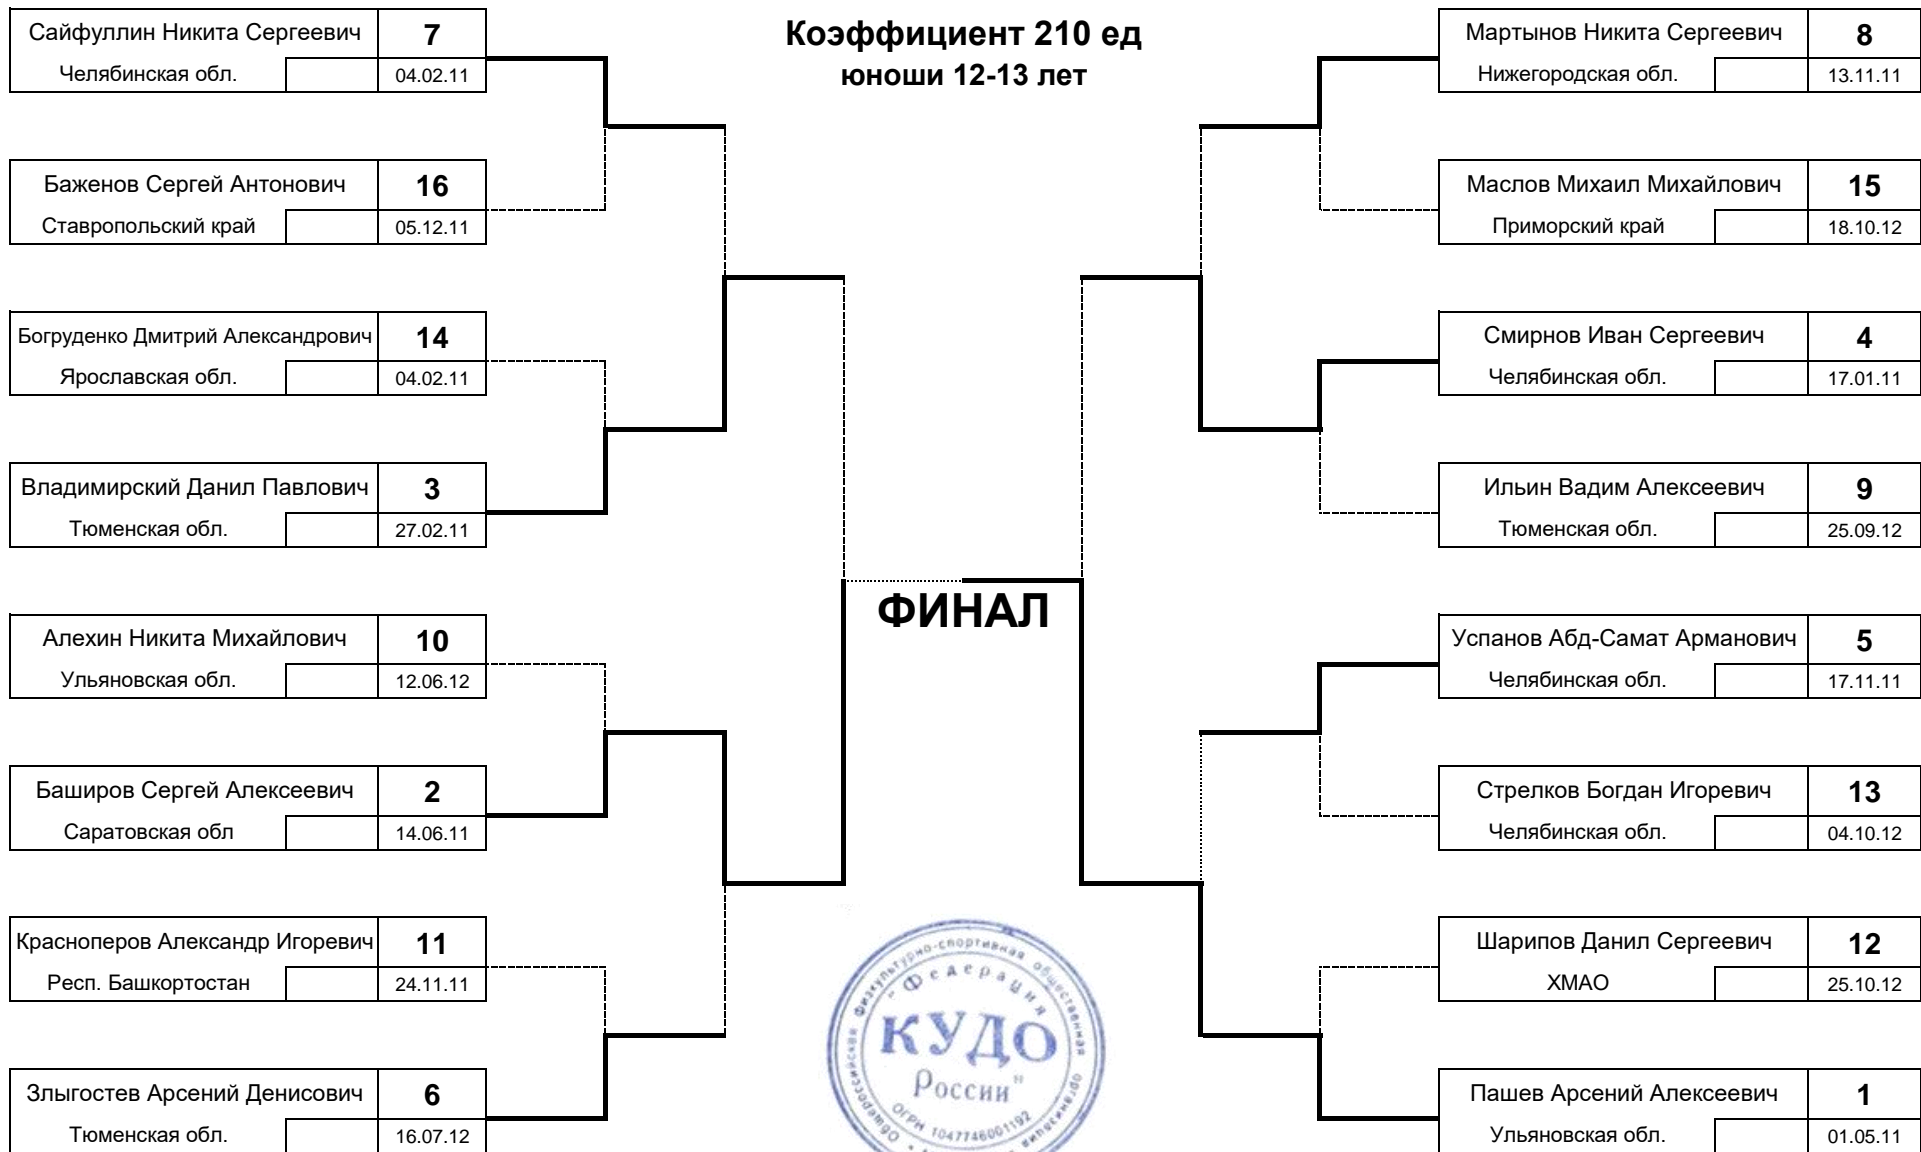 Коэффициент 210 ед
юноши 12-13 лет
Сайфуллин Никита Сергеевич 7
Челябинская обл. 04.02.11
Баженов Сергей Антонович 16
Ставропольский край 05.12.11
Богруденко Дмитрий Александрович 14
Ярославская обл. 04.02.11
Владимирский Данил Павлович 3
Тюменская обл. 27.02.11
Алехин Никита Михайлович 10
Ульяновская обл. 12.06.12
Баширов Сергей Алексеевич 2
Саратовская обл 14.06.11
Красноперов Александр Игоревич 11
Респ. Башкортостан 24.11.11
Злыгостев Арсений Денисович 6
Тюменская обл. 16.07.12
ФИНАЛ
Мартынов Никита Сергеевич 8
Нижегородская обл. 13.11.11
Маслов Михаил Михайлович 15
Приморский край 18.10.12
Смирнов Иван Сергеевич 4
Челябинская обл. 17.01.11
Ильин Вадим Алексеевич 9
Тюменская обл. 25.09.12
Успанов Абд-Самат Арманович 5
Челябинская обл. 17.11.11
Стрелков Богдан Игоревич 13
Челябинская обл. 04.10.12
Шарипов Данил Сергеевич 12
ХМАО 25.10.12
Пашев Арсений Алексеевич 1
Ульяновская обл. 01.05.11
Общероссийская физкультурно-спортивная общественная организация
"Федерация
КУДО
России"
ОГРН 1047746001192